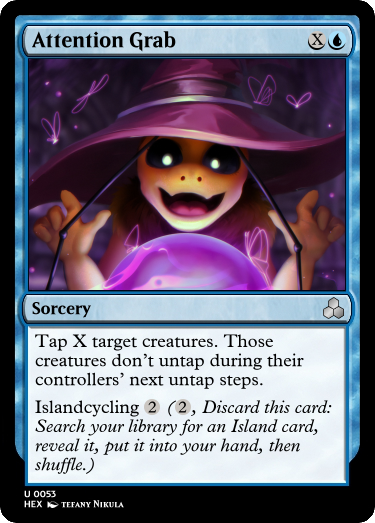 Attention Grab X
Sorcery
Tap X target creatures. Those
creatures don't untap during their
controllers' next untap steps.
Islandcycling 2 (2, Discard this card:
Search your library for an Island card,
reveal it, put it into your hand, then
shuffle.)
U 0053
HEX TEFANY NIKULA